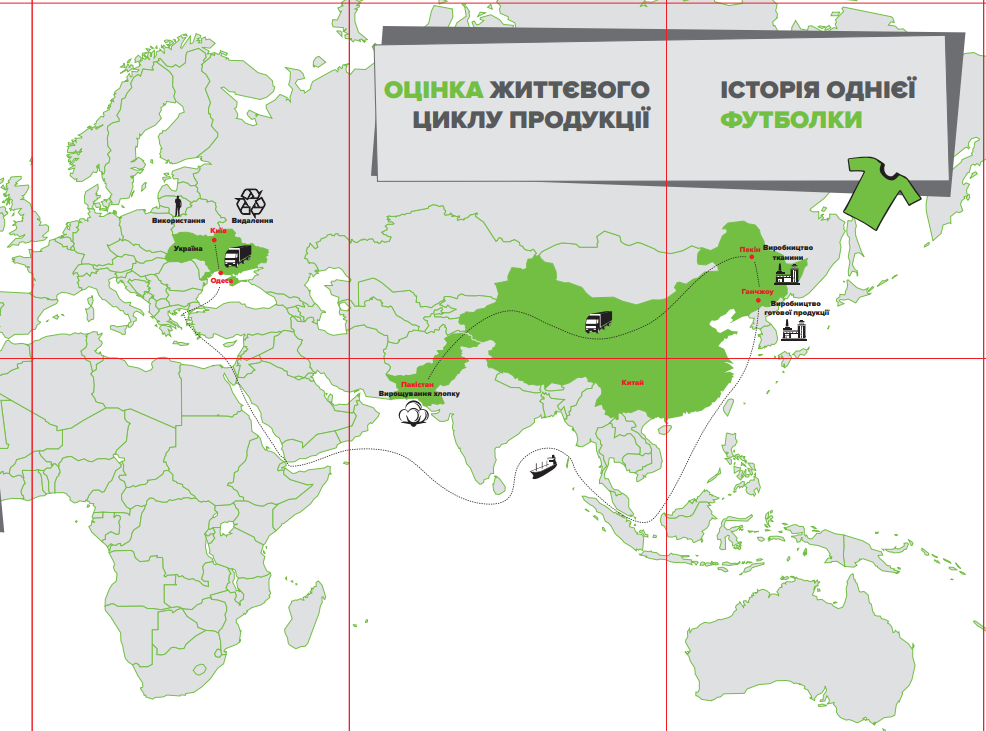 ОЦІНКА ЖИТТЄВОГО
ЦИКЛУ ПРОДУКЦІЇ
ІСТОРІЯ ОДНІЄЇ
ФУТБОЛКИ
Використання
Видалення
Київ
Україна
Одеса
Пекін
Виробництво
тканини
Ганчжоу
Виробництво
готової продукції
Китай
Пакістан
Вирощування хлопку